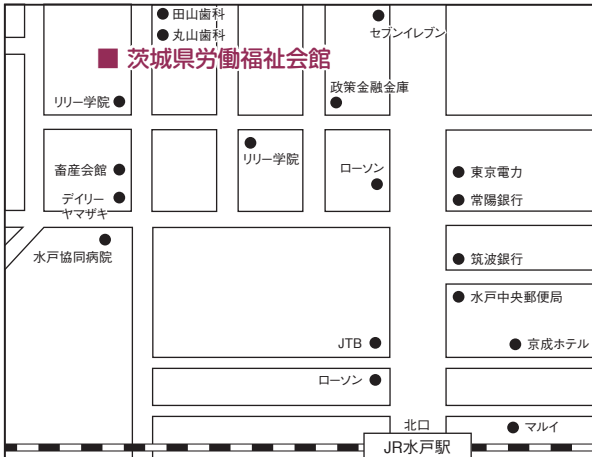 田山歯科
セブンイレブン
丸山歯科
茨城県労働福祉会館
政策金融金庫
リリー学院
リリー学院
畜産会館
ローソン
東京電力
デイリー
ヤマザキ
常陽銀行
水戸協同病院
筑波銀行
水戸中央郵便局
JTB
京成ホテル
ローソン
北口
マルイ
JR水戸駅